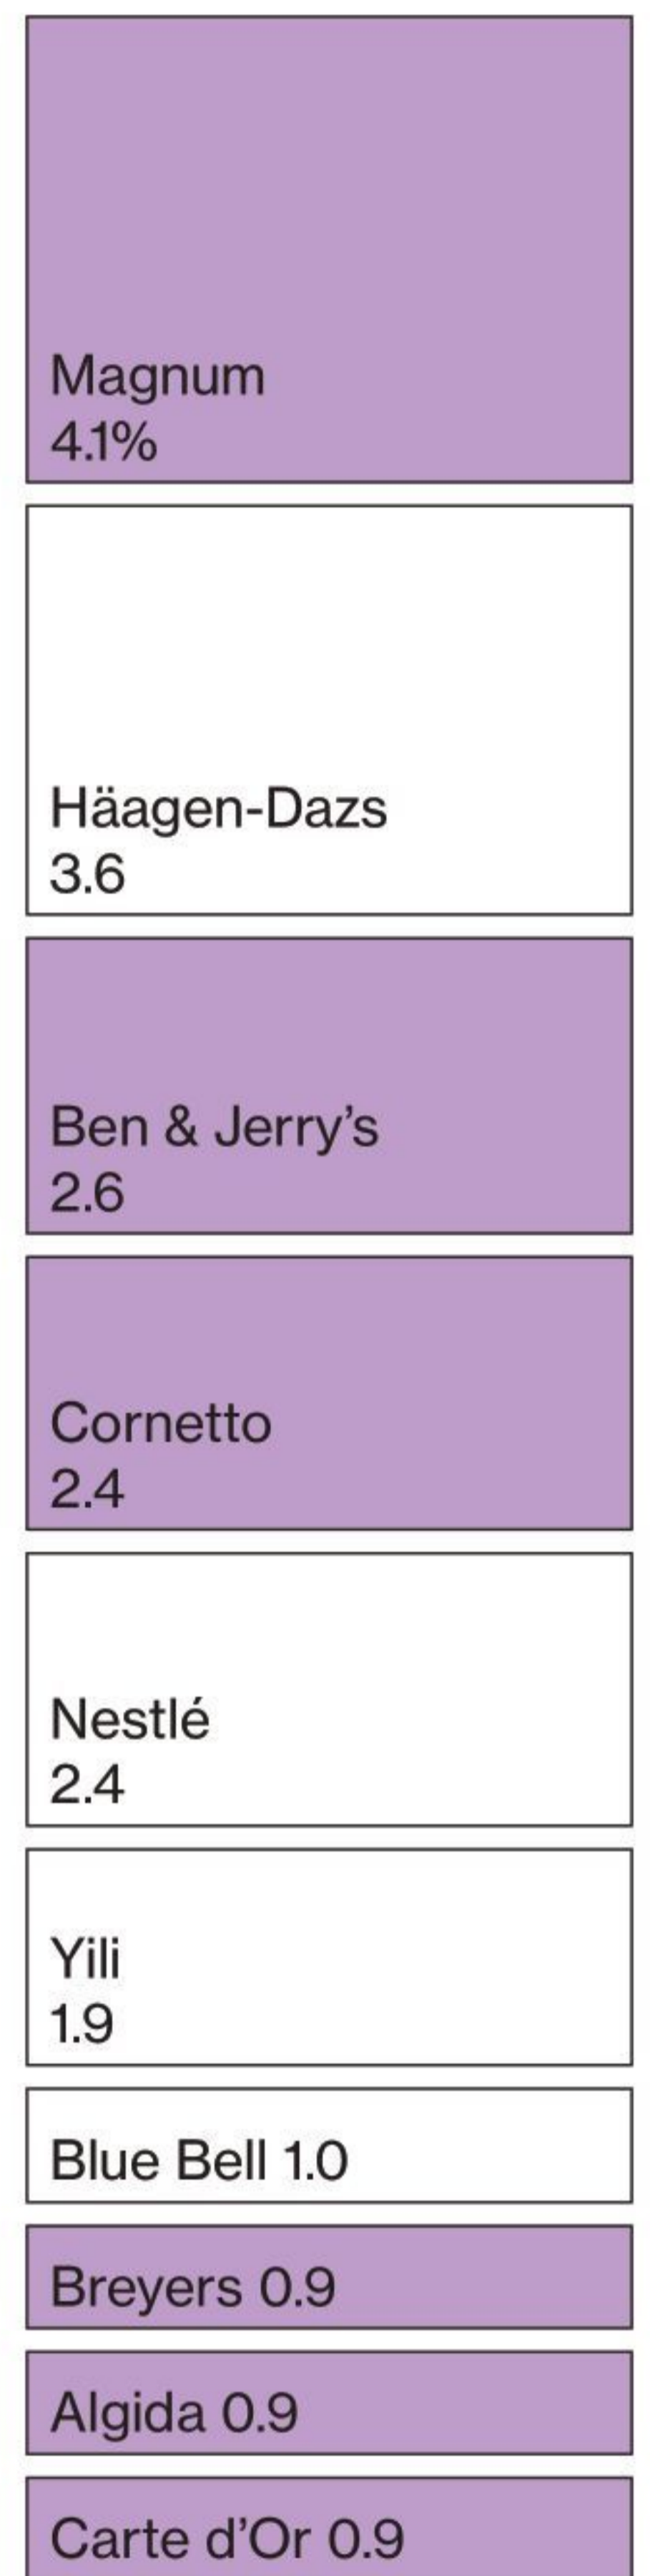 Magnum
4.1%
Häagen-Dazs
3.6
Ben & Jerry’s
2.6
Cornetto
2.4
Nestlé
2.4
Yili
1.9
Blue Bell 1.0
Breyers 0.9
Algida 0.9
Carte d’Or 0.9